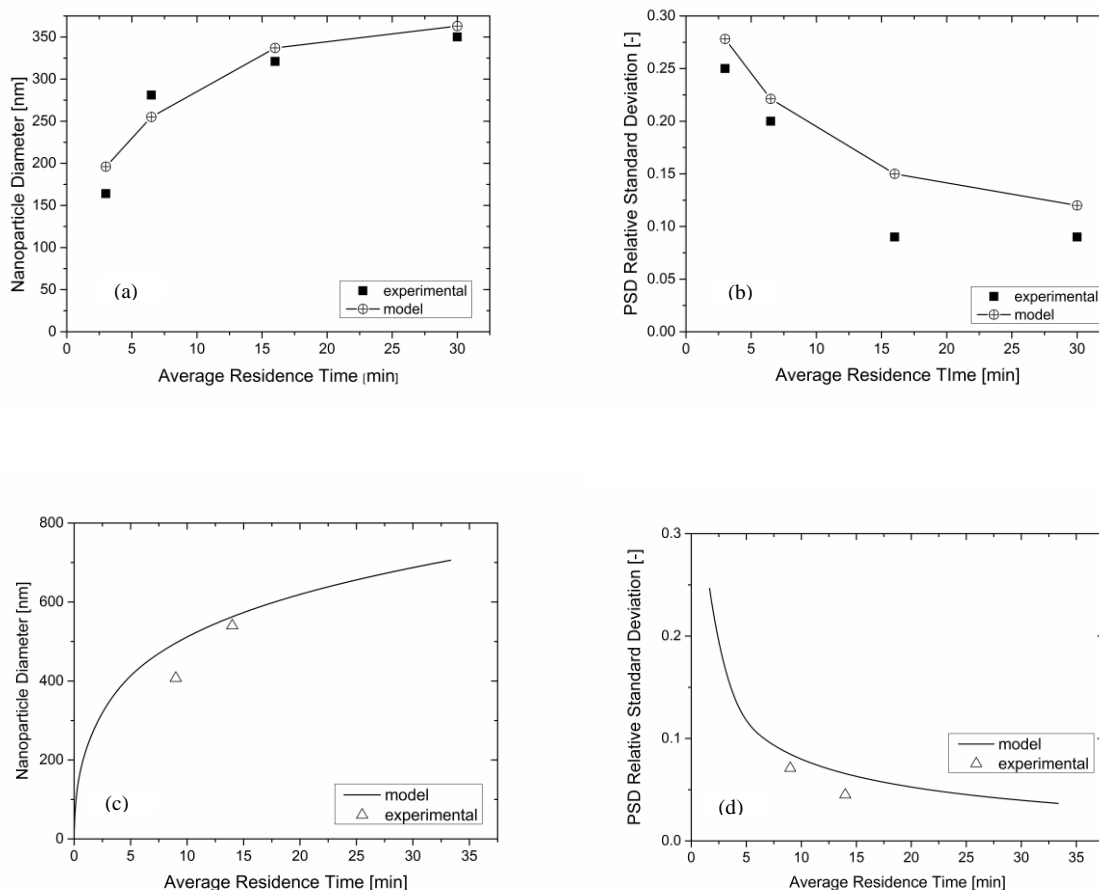 Nanoparticle Diameter [nm]
350
300
250
200
150
100
50
0
(a)
experimental
model
0 5 10 15 20 25 30
Average Residence Time [min]
PSD Relative Standard Deviation [-]
0.30
0.25
0.20
0.15
0.10
0.05
0.00
(b)
experimental
model
0 5 10 15 20 25 30
Average Residence TIme [min]
Nanoparticle Diameter [nm]
800
600
400
200
0
(c)
model
experimental
0 5 10 15 20 25 30 35
Average Residence Time [min]
PSD Relative Standard Deviation [-]
0.3
0.2
0.1
0.0
(d)
model
experimental
0 5 10 15 20 25 30 35
Average Residence Time [min]